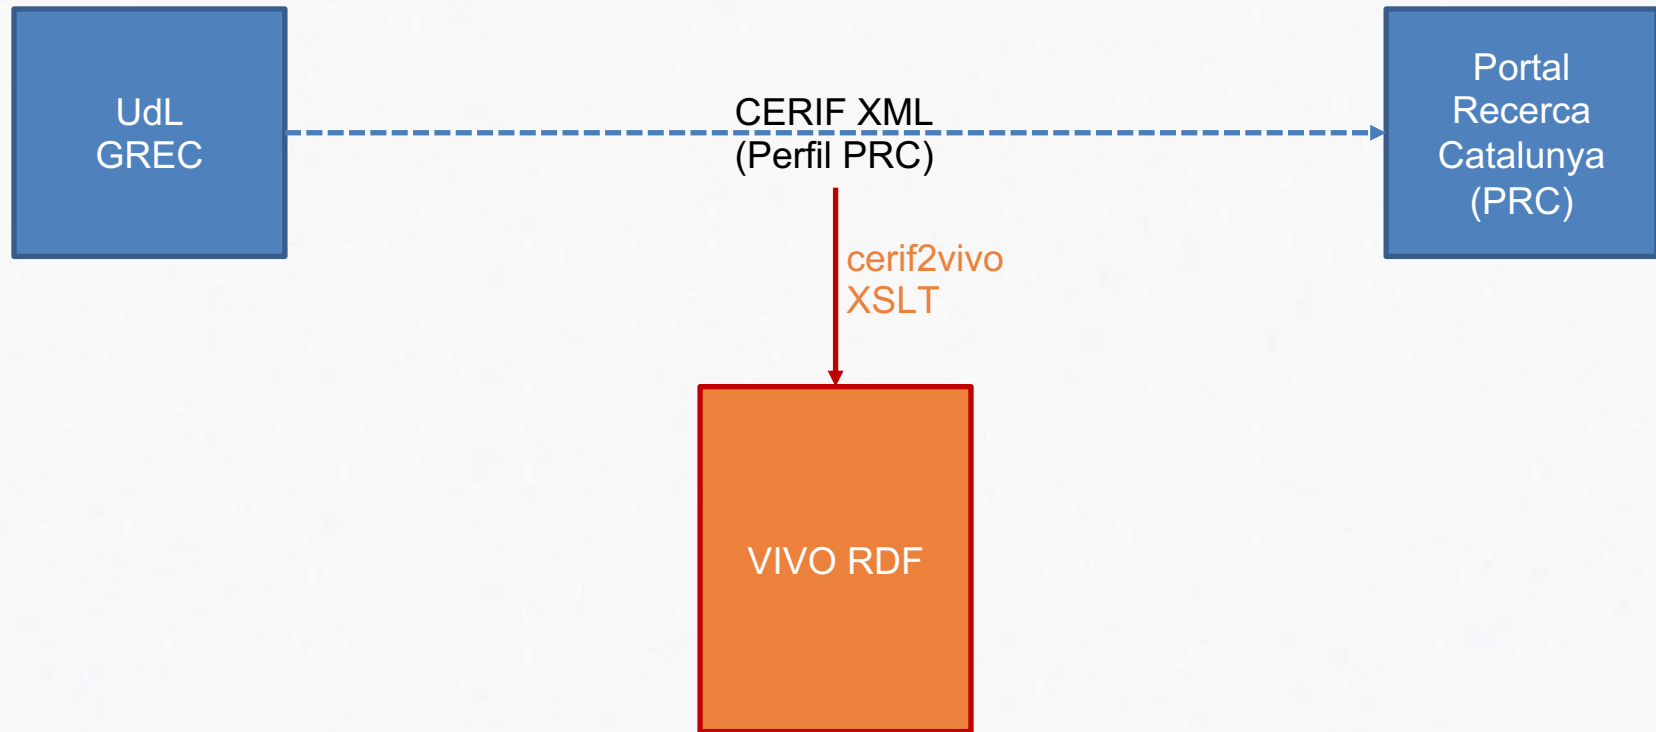 UdL
GREC
CERIF XML
(Perfil PRC)
Portal
Recerca
Catalunya
(PRC)
cerif2vivo
XSLT
VIVO RDF